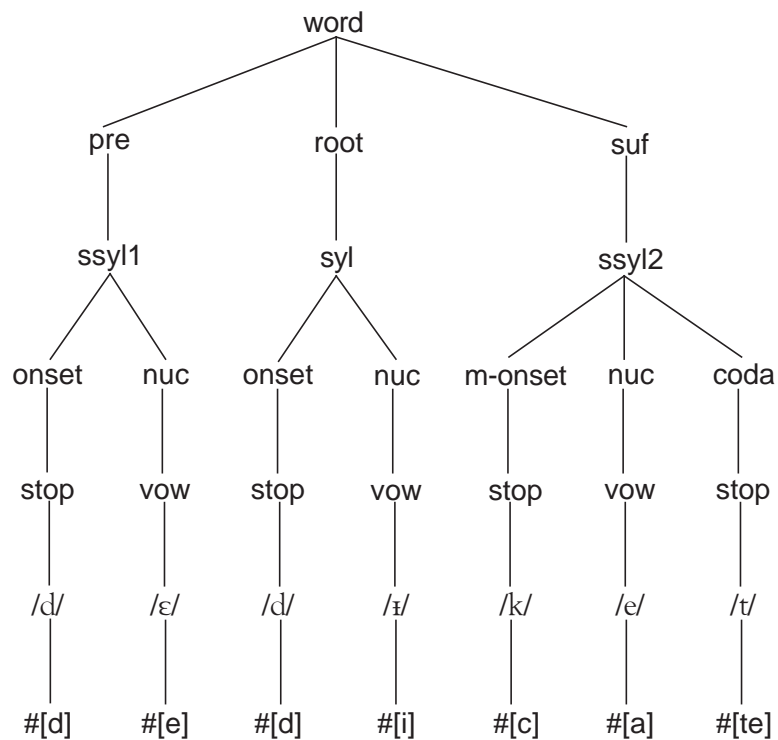 word
pre root suf
ssyl1 syl ssyl2
onset nuc onset nuc m-onset nuc coda
stop vow stop vow stop vow stop
/d/ /ɛ/ /d/ /ɪ/ /k/ /e/ /t/
#[d] #[e] #[d] #[i] #[c] #[a] #[te]